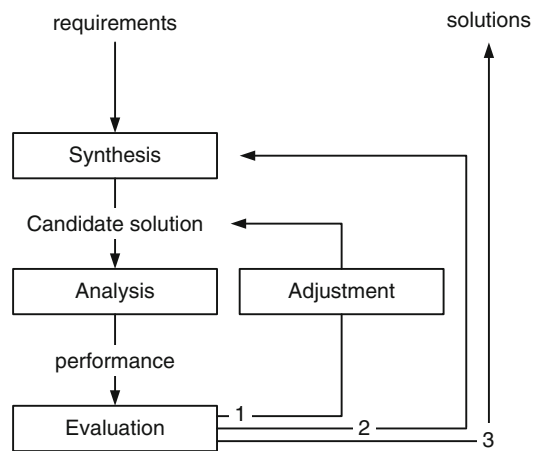 requirements
solutions
Synthesis
Candidate solution
Analysis
Adjustment
performance
1
Evaluation
2
3